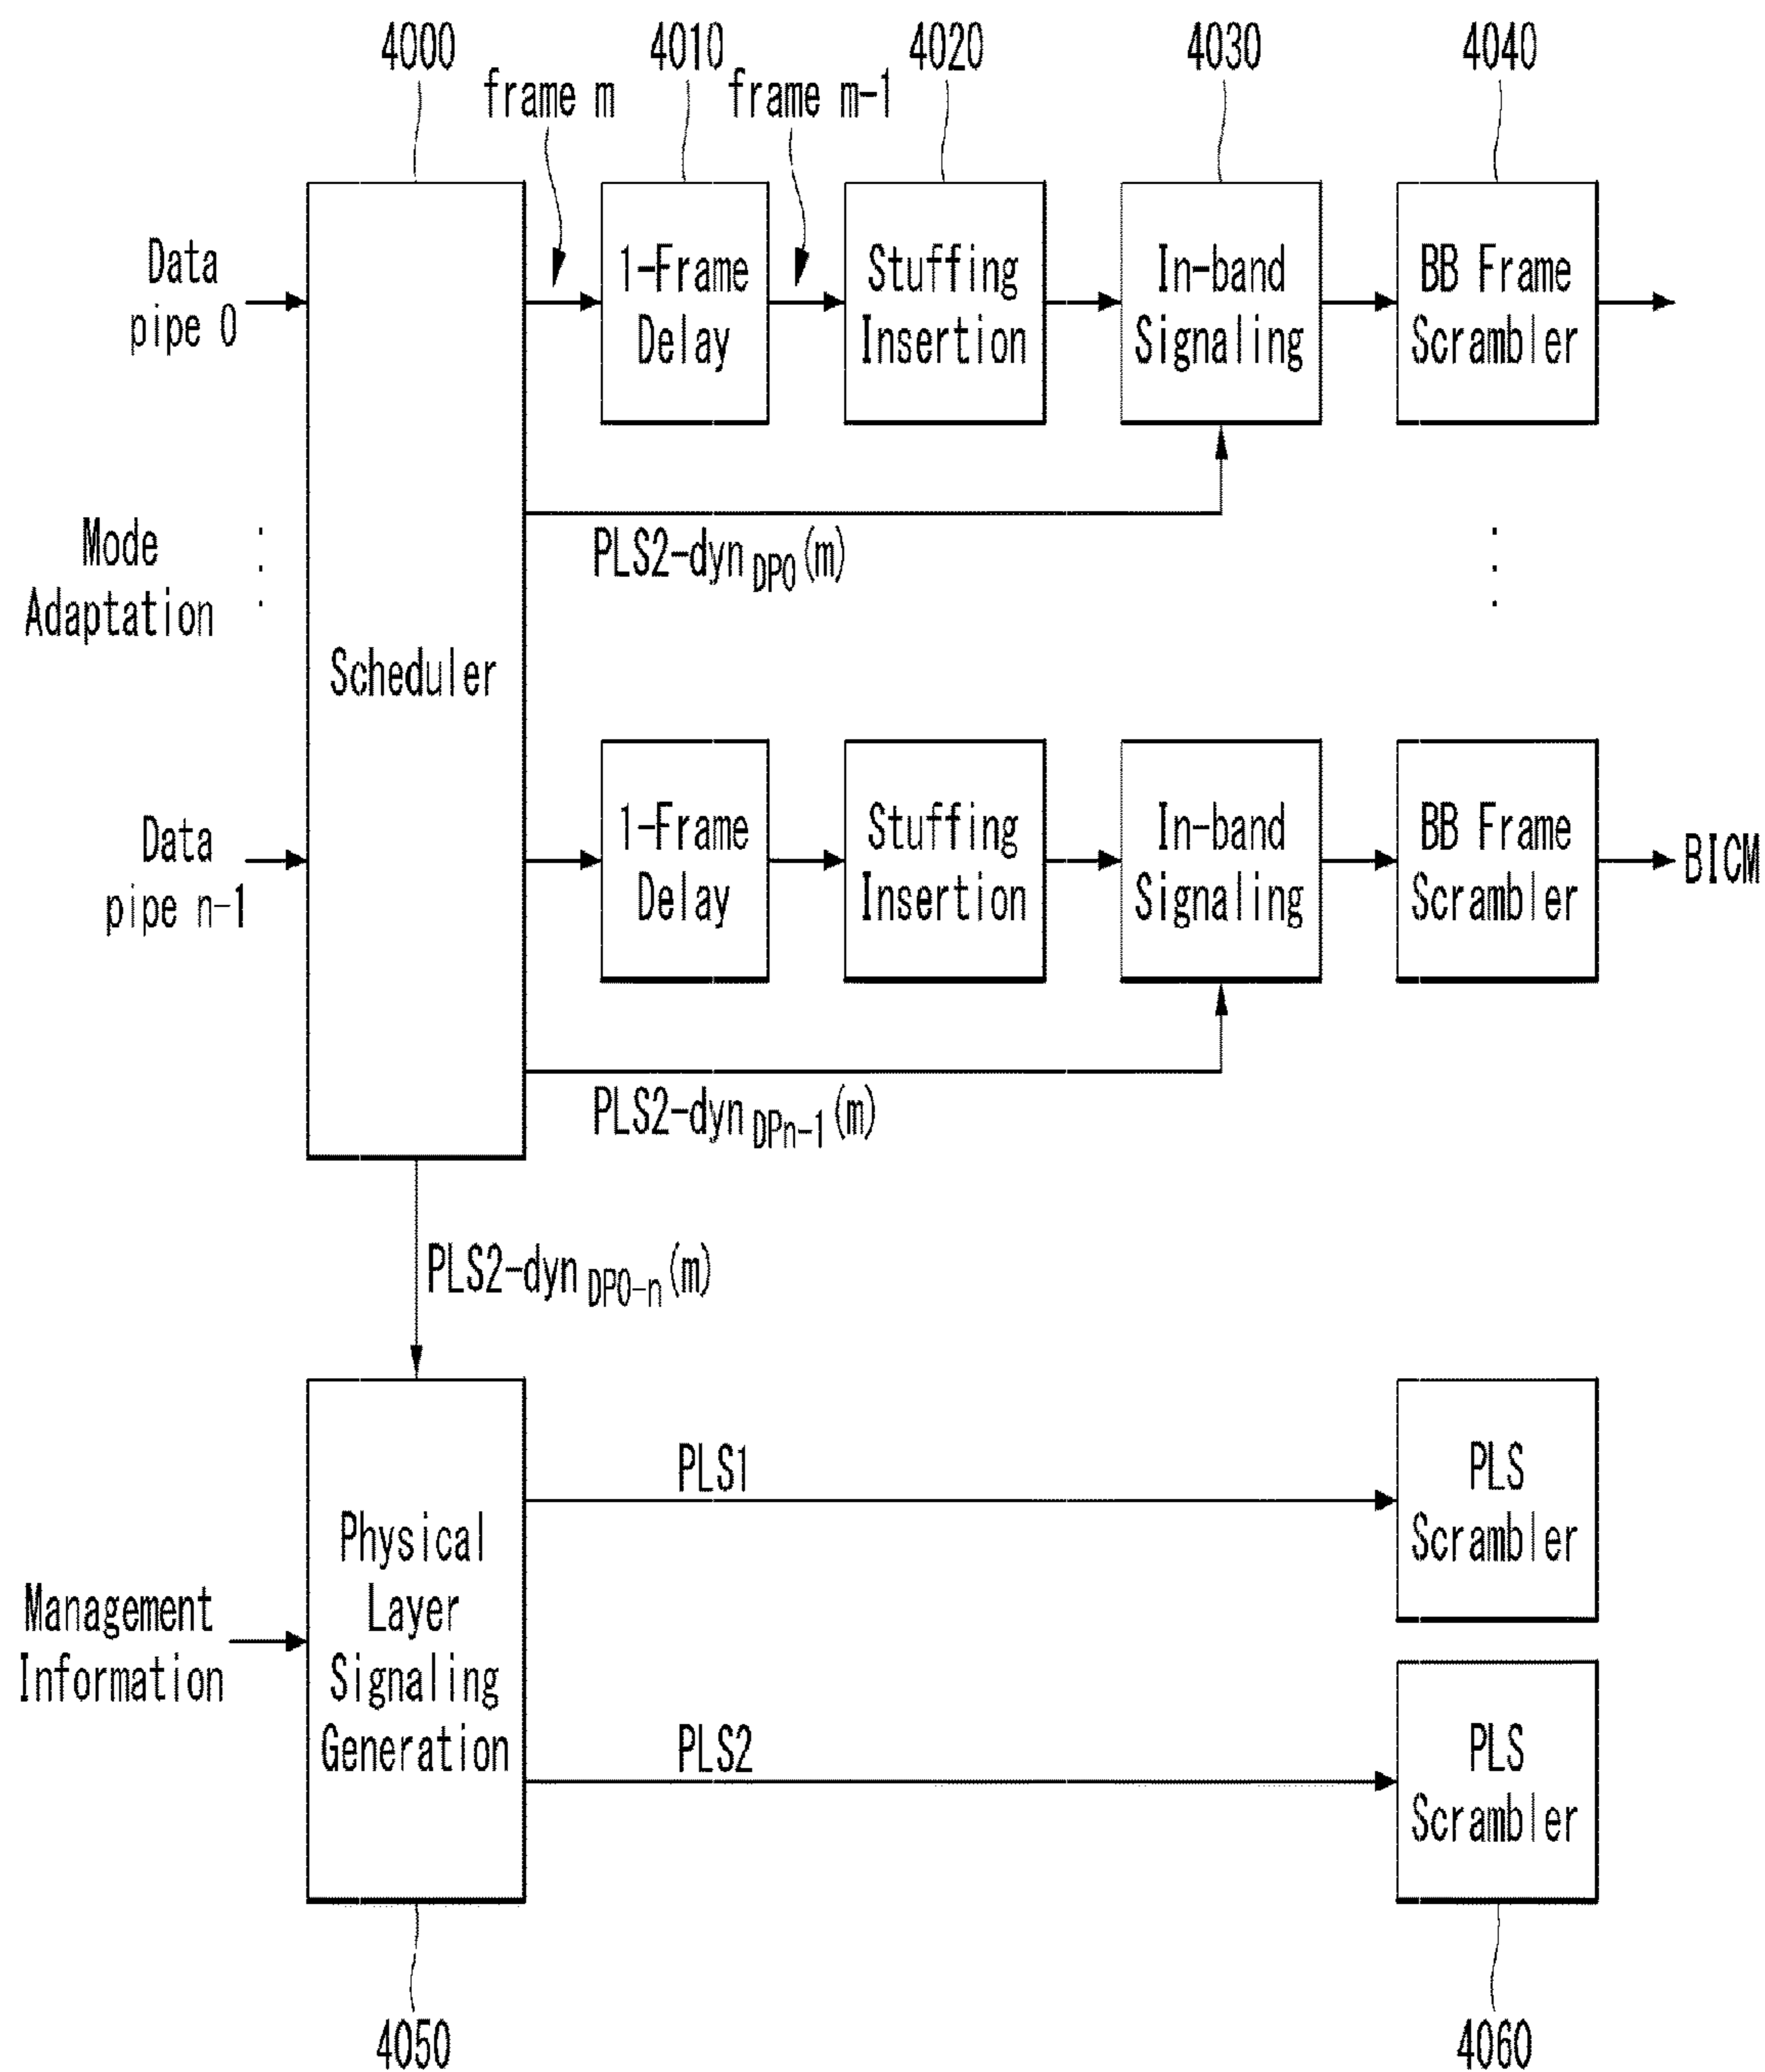 4000
4010
4020
4030
4040
frame m
frame m-1
Data
pipe 0
1-Frame
Delay
Stuffing
Insertion
In-band
Signaling
BB Frame
Scrambler
PLS2-dyn DP0 (m)
Mode
Adaptation
Scheduler
Data
pipe n-1
1-Frame
Delay
Stuffing
Insertion
In-band
Signaling
BB Frame
Scrambler
BICM
PLS2-dyn DPn-1 (m)
PLS2-dyn DP0-n (m)
Management
Information
Physical
Layer
Signaling
Generation
PLS1
PLS
Scrambler
PLS2
PLS
Scrambler
4050
4060